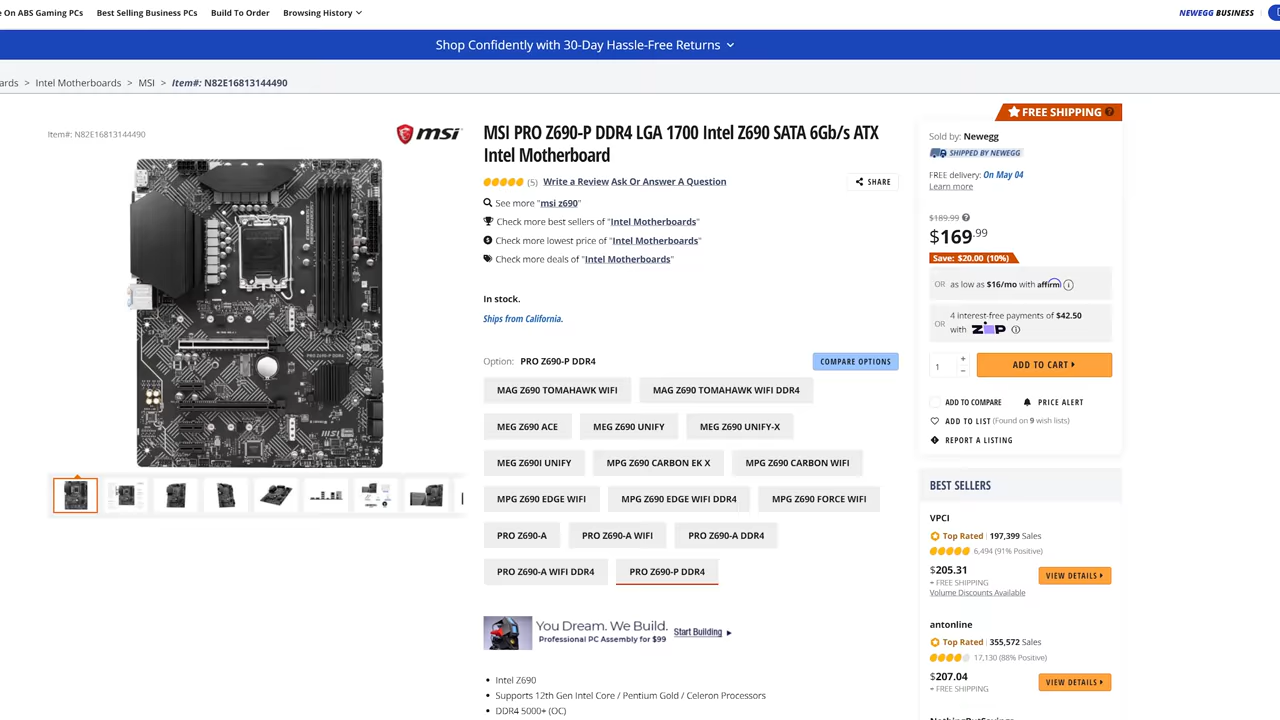 e On ABS Gaming PCs Best Selling Business PCs Build To Order Browsing History
NEWEGG BUSINESS
Shop Confidently with 30-Day Hassle-Free Returns
ards > Intel Motherboards > MSI > Item#: N82E16813144490
Item#: N82E16813144490
msi
MSI PRO Z690-P DDR4 LGA 1700 Intel Z690 SATA 6Gb/s ATX
Intel Motherboard
(5) Write a Review Ask Or Answer A Question
SHARE
See more "msi z690"
Check more best sellers of "Intel Motherboards"
Check more lowest price of "Intel Motherboards"
Check more deals of "Intel Motherboards"
In stock.
Ships from California.
Option: PRO Z690-P DDR4
COMPARE OPTIONS
MAG Z690 TOMAHAWK WIFI MAG Z690 TOMAHAWK WIFI DDR4
MEG Z690 ACE MEG Z690 UNIFY MEG Z690 UNIFY-X
MEG Z690I UNIFY MPG Z690 CARBON EK X MPG Z690 CARBON WIFI
MPG Z690 EDGE WIFI MPG Z690 EDGE WIFI DDR4 MPG Z690 FORCE WIFI
PRO Z690-A PRO Z690-A WIFI PRO Z690-A DDR4
PRO Z690-A WIFI DDR4 PRO Z690-P DDR4
You Dream. We Build.
Professional PC Assembly for $99
Start Building
Intel Z690
Supports 12th Gen Intel Core / Pentium Gold / Celeron Processors
DDR4 5000+ (OC)
FREE SHIPPING
Sold by: Newegg
SHIPPED BY NEWEGG
FREE delivery: On May 04
Learn more
$189.99
$169.99
Save: $20.00 (10%)
OR as low as $16/mo with affirm
OR 4 interest-free payments of $42.50
with ZIP
1
ADD TO CART
ADD TO COMPARE PRICE ALERT
ADD TO LIST (Found on 9 wish lists)
REPORT A LISTING
BEST SELLERS
VPCI
Top Rated | 197,399 Sales
6,494 (91% Positive)
$205.31
+ FREE SHIPPING
Volume Discounts Available
VIEW DETAILS
antonline
Top Rated | 355,572 Sales
17,130 (88% Positive)
$207.04
+ FREE SHIPPING
VIEW DETAILS